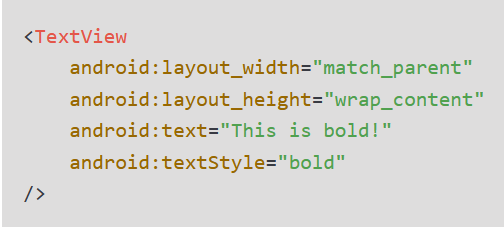 <TextView
    android:layout_width="match_parent"
    android:layout_height="wrap_content"
    android:text="This is bold!"
    android:textStyle="bold"
/>